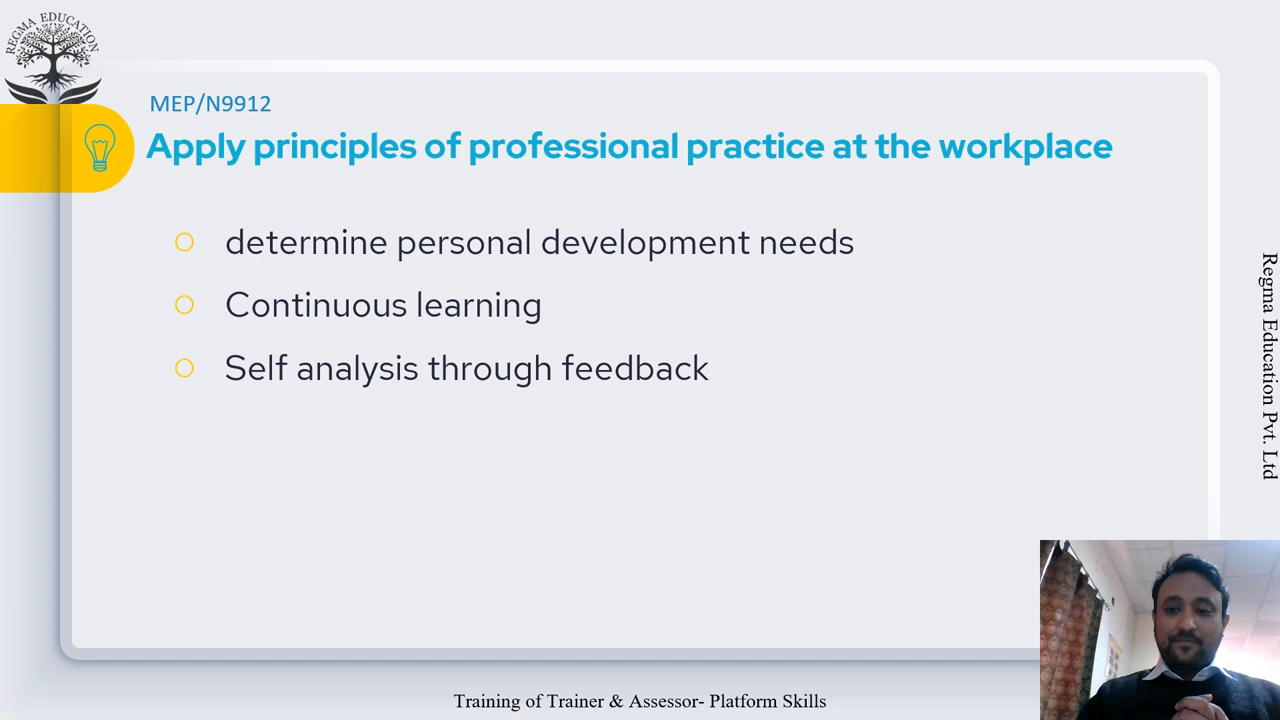 REGMA EDUCATION
MEP/N9912
Apply principles of professional practice at the workplace
determine personal development needs
Continuous learning
Self analysis through feedback
Regma Education Pvt. Ltd
Training of Trainer & Assessor- Platform Skills